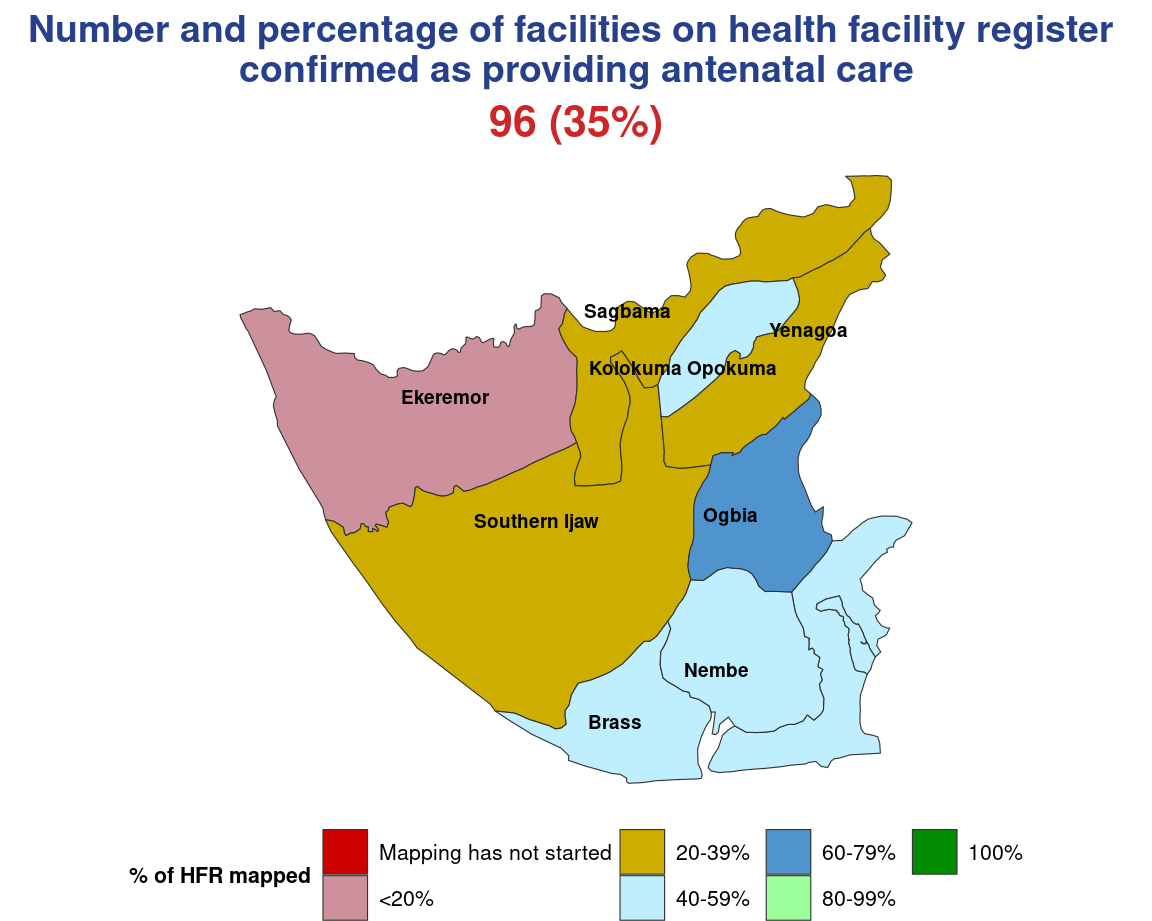 Number and percentage of facilities on health facility register
confirmed as providing antenatal care
96 (35%)
Sagbama
Yenagoa
Kolokuma Opokuma
Ekeremor
Ogbia
Southern Ijaw
Nembe
Brass
% of HFR mapped
Mapping has not started
<20%
20-39%
40-59%
60-79%
80-99%
100%